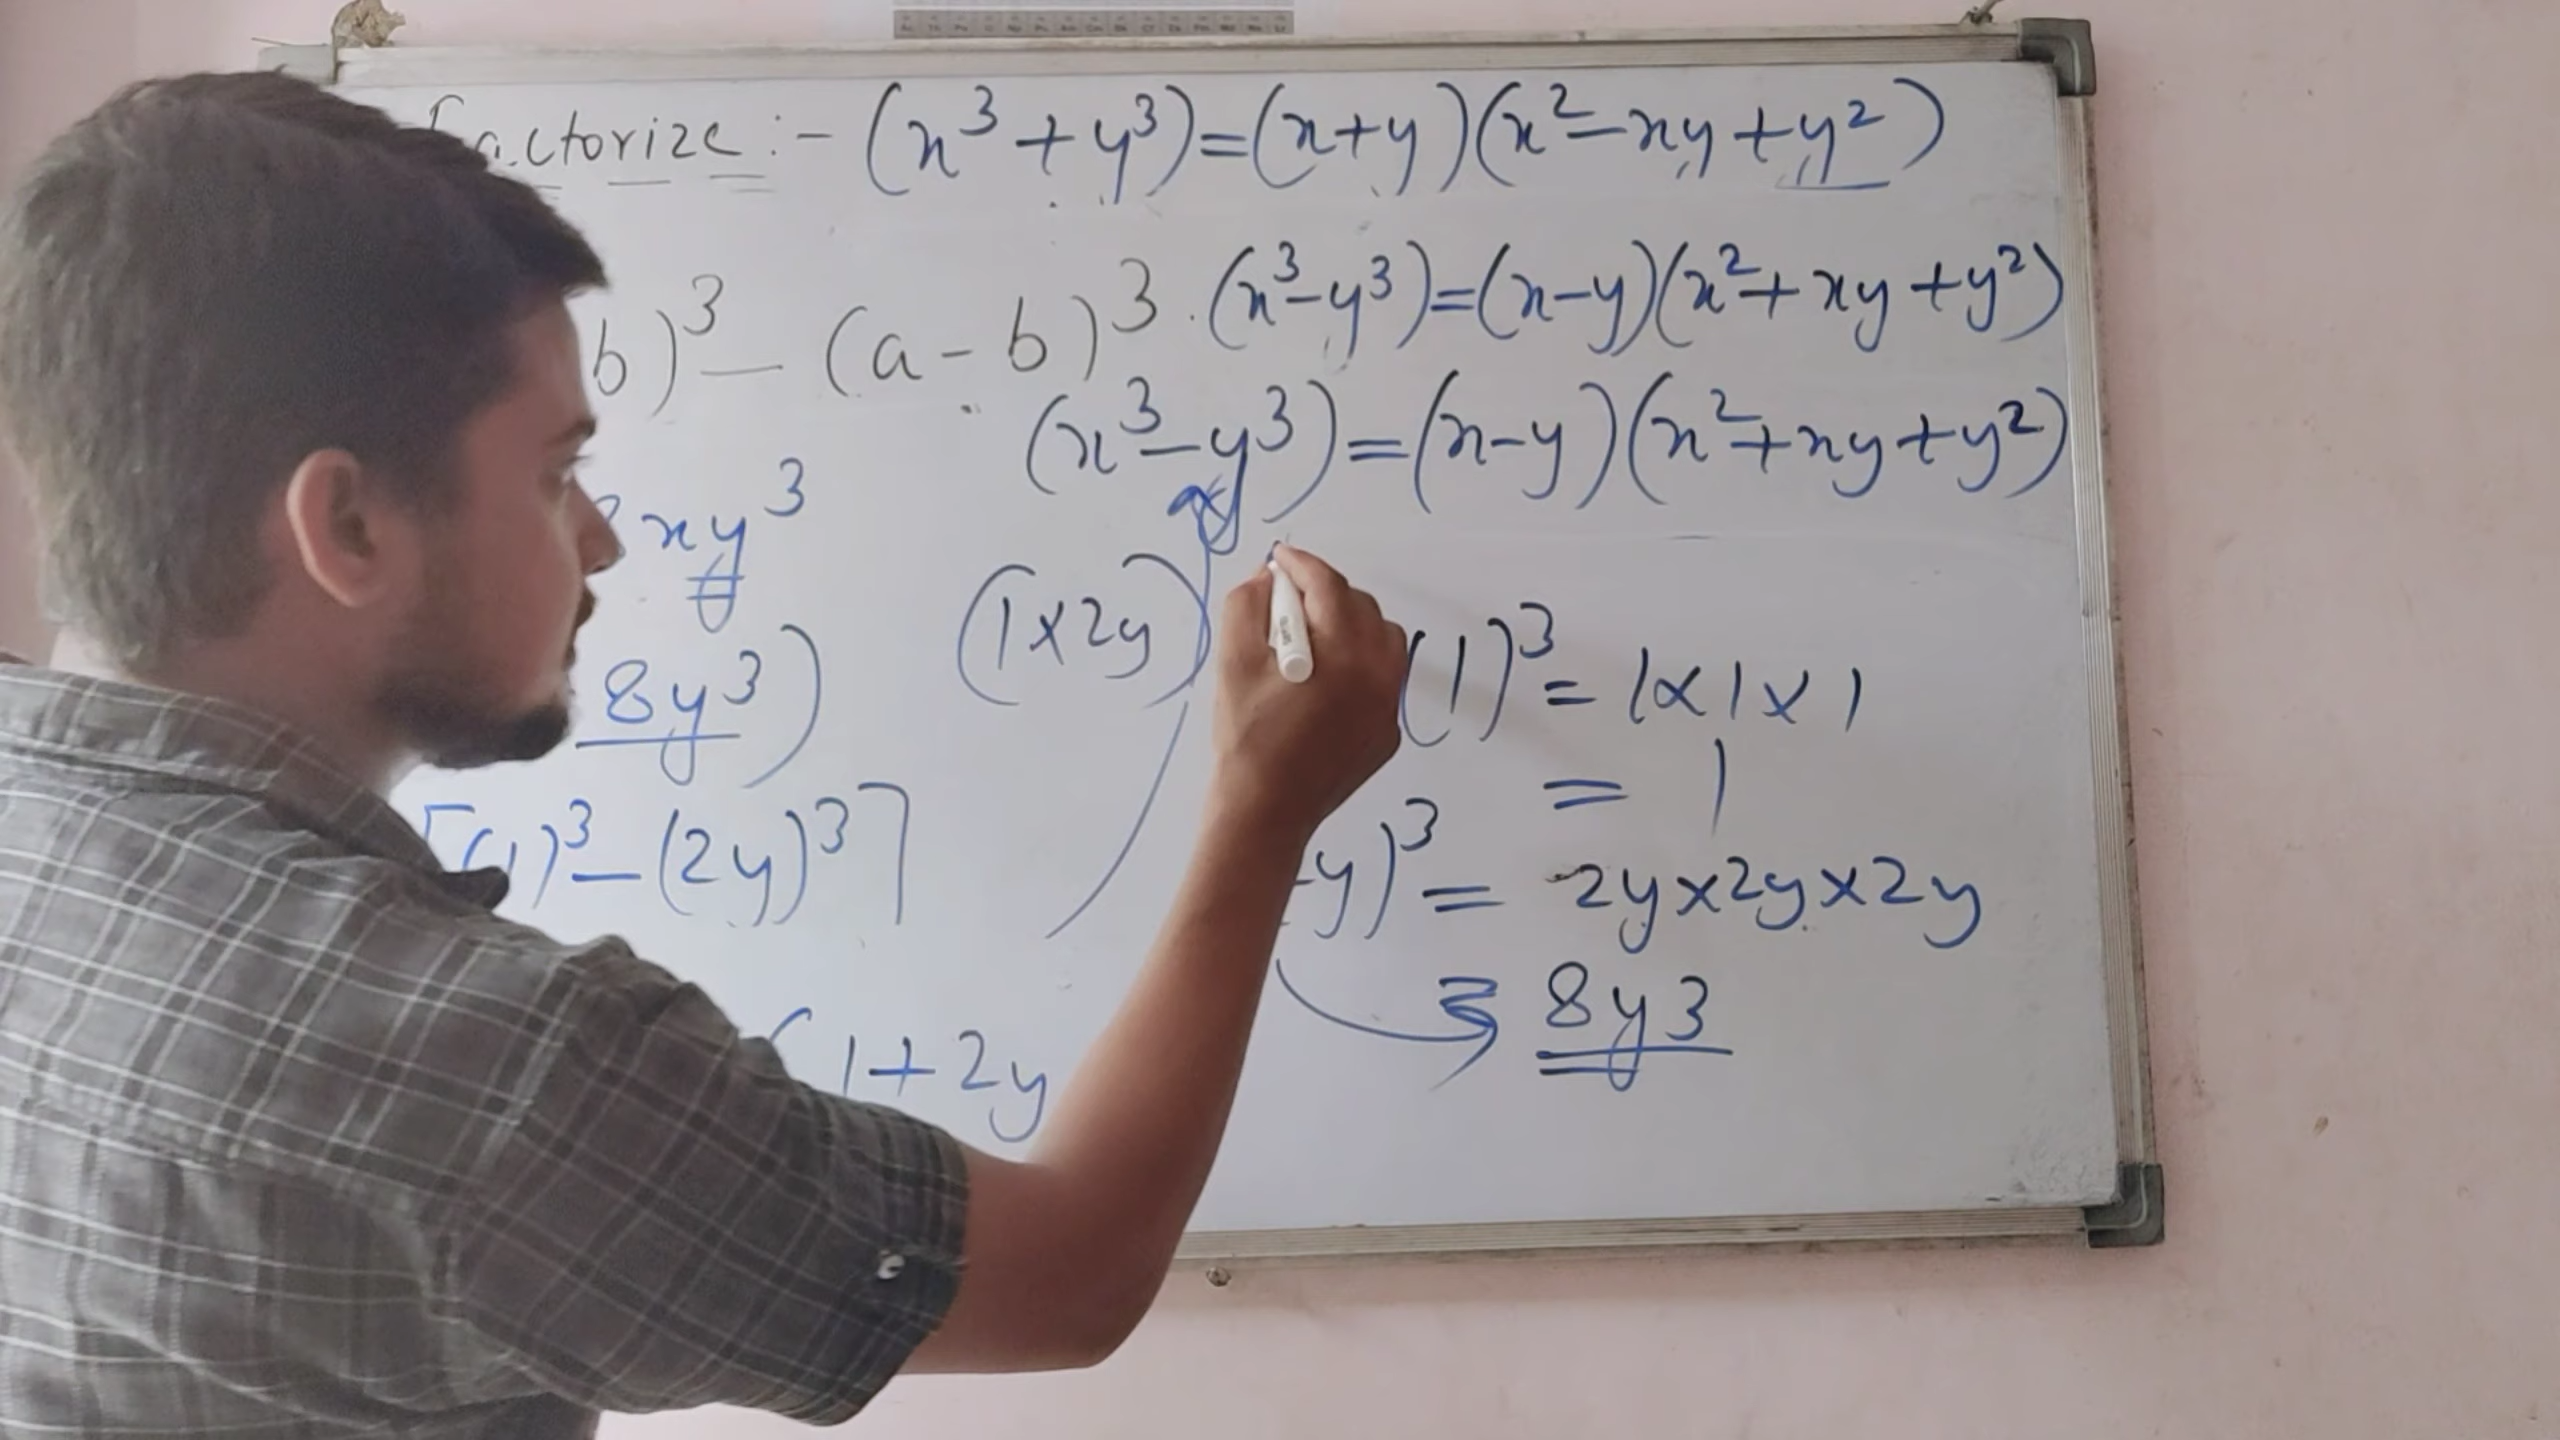 Factorize :- (x³ + y³) = (x+y)(x² - xy + y²)
b)³ - (a - b)³ . (x³ - y³) = (x - y)(x² + xy + y²)
(x³ - y³) = (x - y)(x² + xy + y²)
xy³
(1 x 2y)
8y³)
(1)³ = 1 x 1 x 1
= 1
[(1)³ - (2y)³]
y)³ = 2y x 2y x 2y
= 8y3
( 1 + 2y